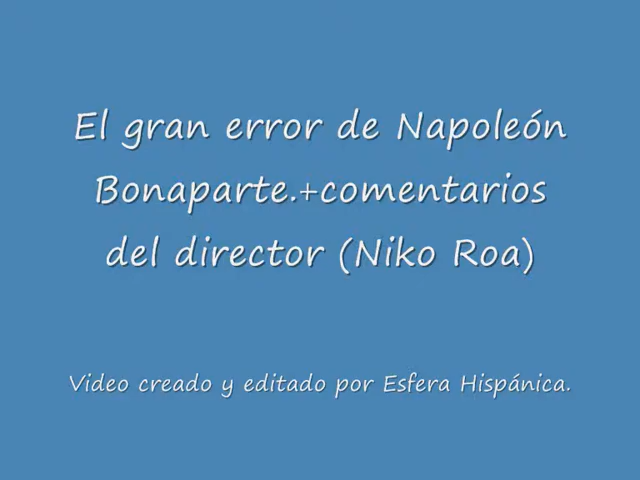 El gran error de Napoleón
Bonaparte.+comentarios
del director (Niko Roa)
Video creado y editado por Esfera Hispánica.